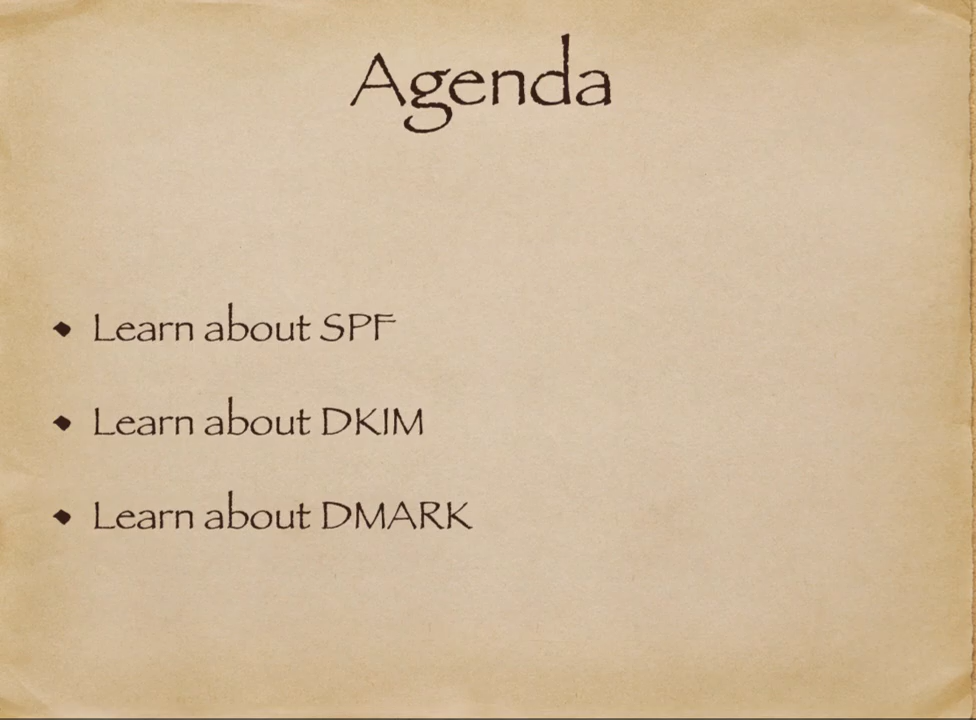 Agenda
• Learn about SPF
• Learn about DKIM
• Learn about DMARK